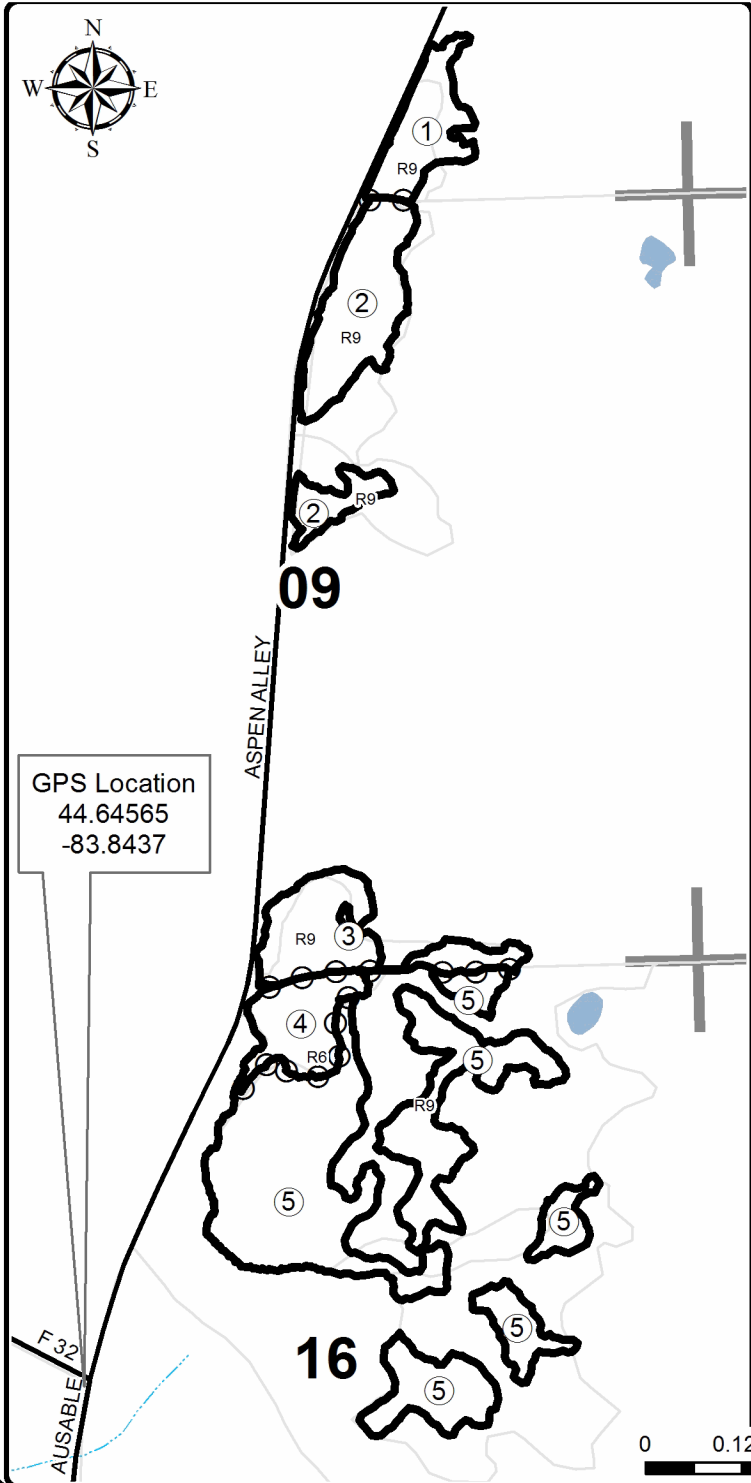 N
W E
S
1
R9
2
R9
2
R9
09
ASPEN ALLEY
GPS Location
44.64565
-83.8437
R9
3
5
4
5
R6
R9
5
5
5
16
5
F 32
AUSABLE
0 0.12